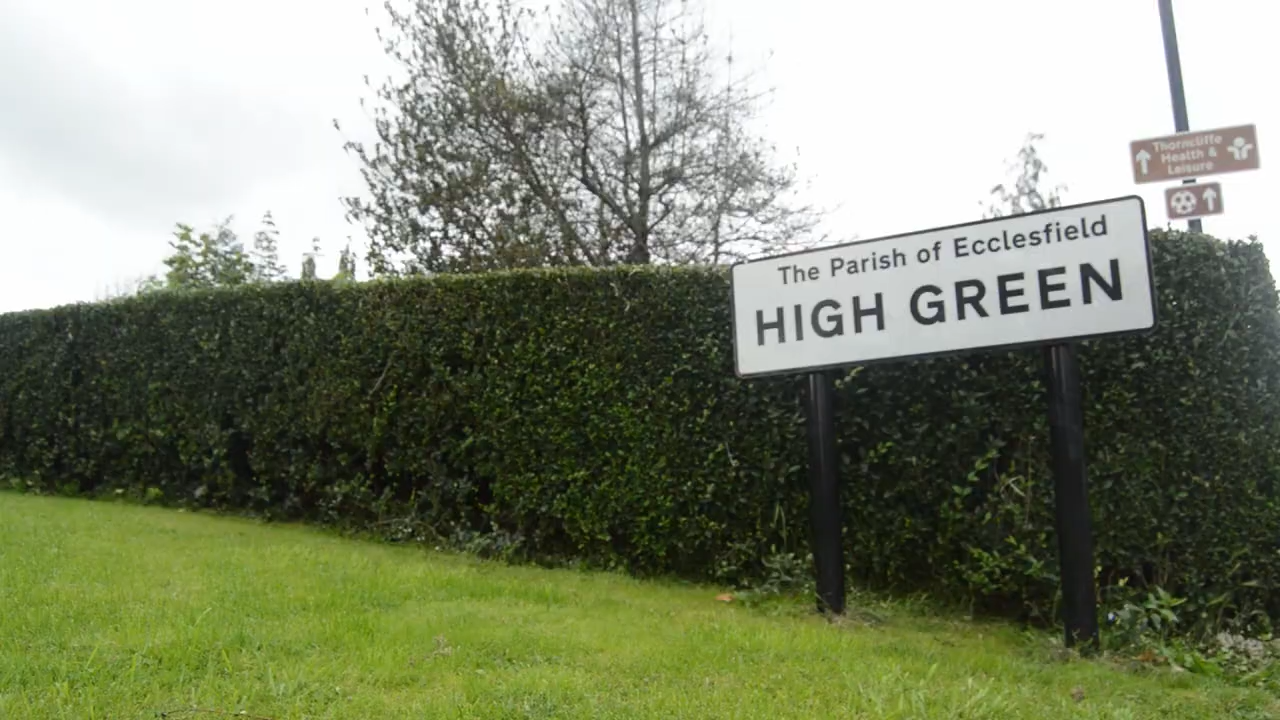 The Parish of Ecclesfield
HIGH GREEN
Thorncliffe
Health &
Leisure